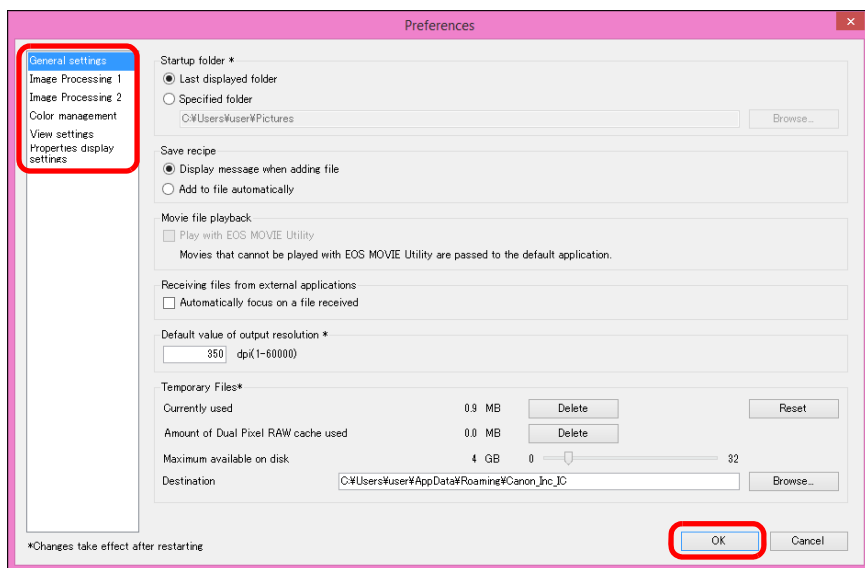 Preferences
General settings
Image Processing 1
Image Processing 2
Color management
View settings
Properties display
settings
Startup folder *
Last displayed folder
Specified folder
C:¥Users¥user¥Pictures Browse...
Save recipe
Display message when adding file
Add to file automatically
Movie file playback
Play with EOS MOVIE Utility
Movies that cannot be played with EOS MOVIE Utility are passed to the default application.
Receiving files from external applications
Automatically focus on a file received
Default value of output resolution *
350 dpi(1-60000)
Temporary Files*
Currently used 0.9 MB Delete Reset
Amount of Dual Pixel RAW cache used 0.0 MB Delete
Maximum available on disk 4 GB 0 32
Destination C:¥Users¥user¥AppData¥Roaming¥Canon_Inc_IC Browse...
*Changes take effect after restarting OK Cancel